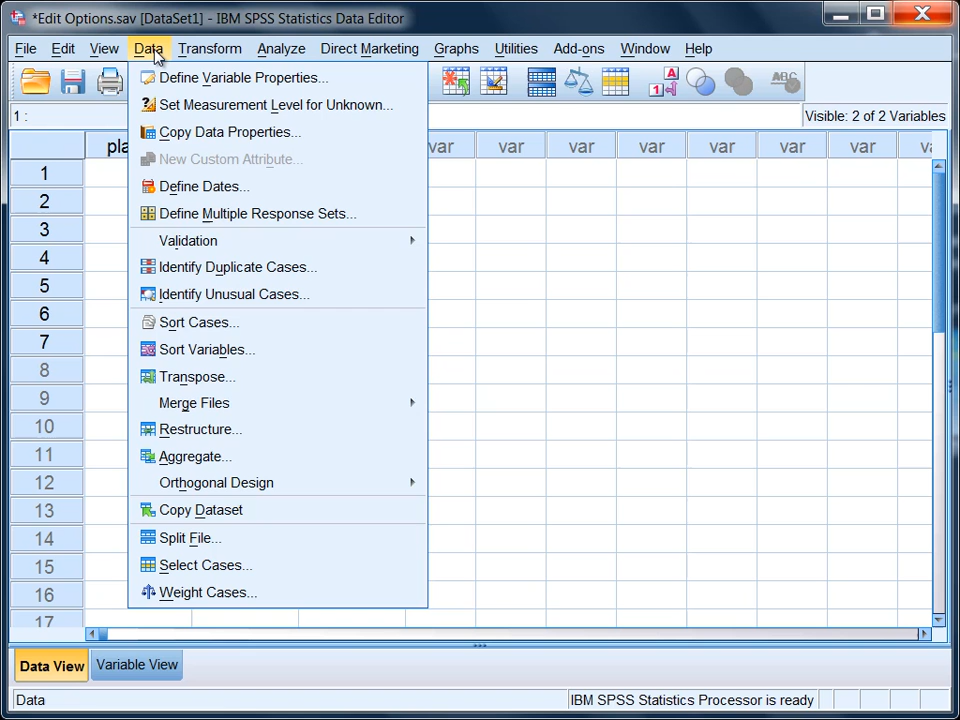 *Edit Options.sav [DataSet1] - IBM SPSS Statistics Data Editor
File Edit View Data Transform Analyze Direct Marketing Graphs Utilities Add-ons Window Help
A
1
ABC
1 :
Visible: 2 of 2 Variables
pla var var var var var var var va
1
2
3
4
5
6
7
8
9
10
11
12
13
14
15
16
17
Define Variable Properties...
Set Measurement Level for Unknown...
Copy Data Properties...
New Custom Attribute...
Define Dates...
Define Multiple Response Sets...
Validation
Identify Duplicate Cases...
Identify Unusual Cases...
Sort Cases...
Sort Variables...
Transpose...
Merge Files
Restructure...
Aggregate...
Orthogonal Design
Copy Dataset
Split File...
Select Cases...
Weight Cases...
Data View Variable View
Data
IBM SPSS Statistics Processor is ready